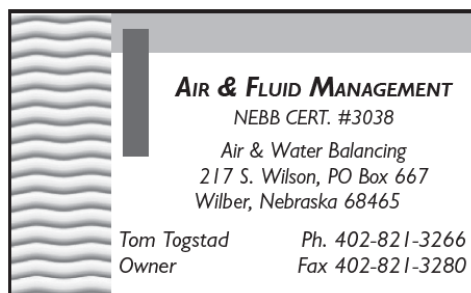 AIR & FLUID MANAGEMENT
NEBB CERT. #3038
Air & Water Balancing
217 S. Wilson, PO Box 667
Wilber, Nebraska 68465
Tom Togstad Ph. 402-821-3266
Owner Fax 402-821-3280